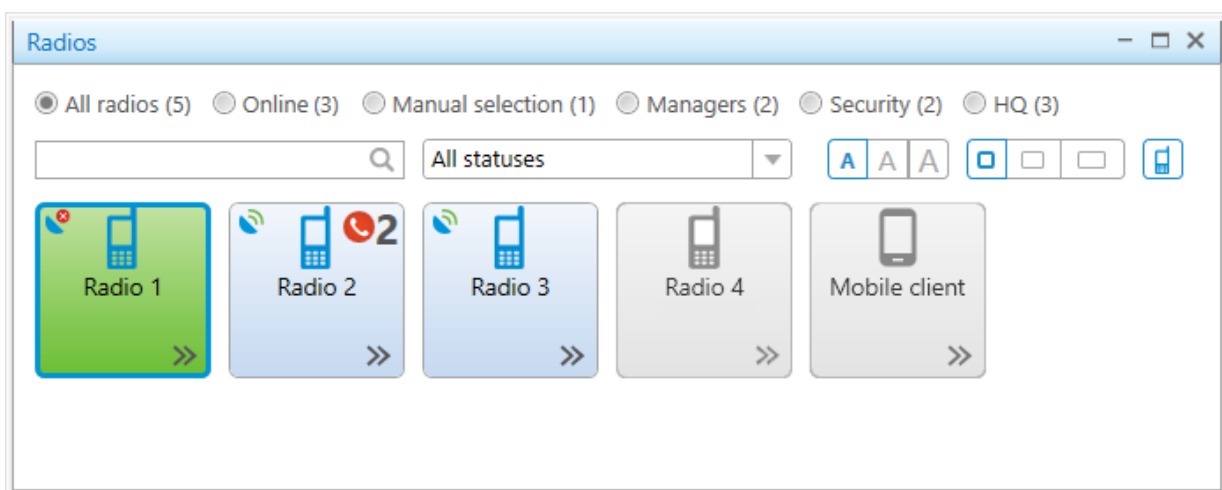 Radios
All radios (5) Online (3) Manual selection (1) Managers (2) Security (2) HQ (3)
All statuses A A A
2
Radio 1 Radio 2 Radio 3 Radio 4 Mobile client